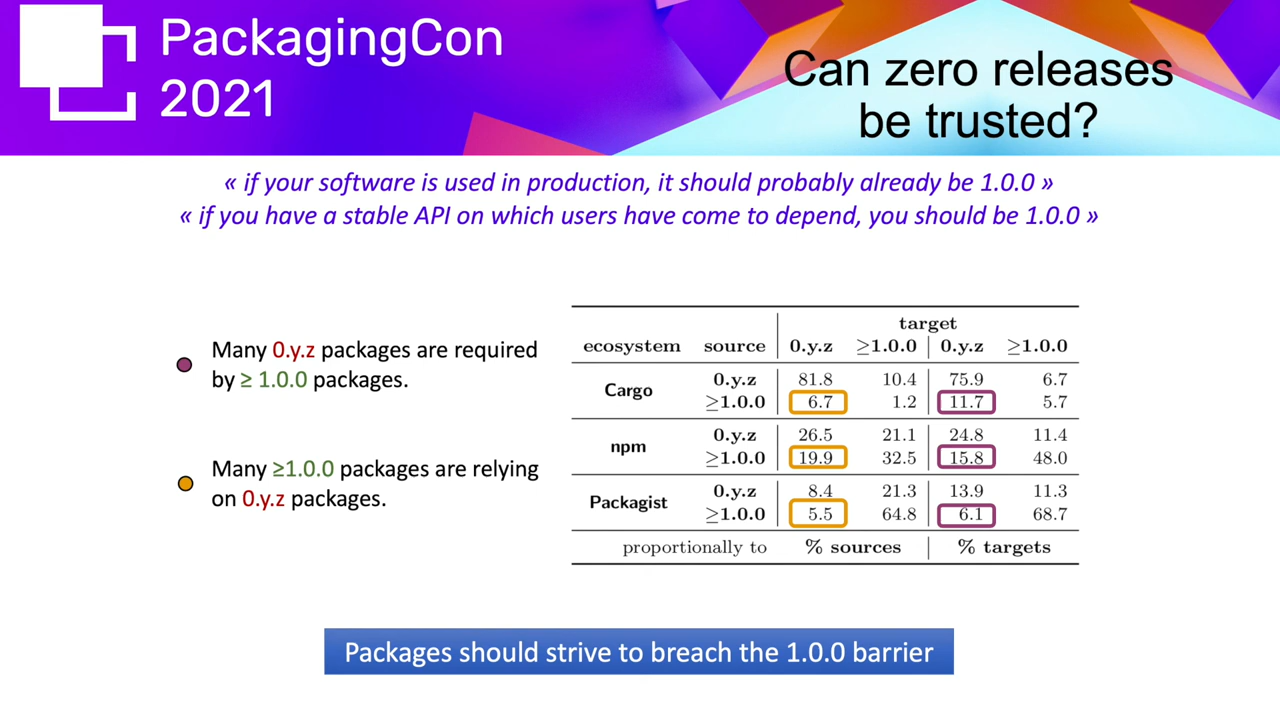 PackagingCon
2021
Can zero releases
be trusted?
« if your software is used in production, it should probably already be 1.0.0 »
« if you have a stable API on which users have come to depend, you should be 1.0.0 »
Many 0.y.z packages are required
by ≥ 1.0.0 packages.
Many ≥1.0.0 packages are relying
on 0.y.z packages.
target
ecosystem source 0.y.z ≥1.0.0 0.y.z ≥1.0.0
Cargo 0.y.z 81.8 10.4 75.9 6.7
≥1.0.0 6.7 1.2 11.7 5.7
npm 0.y.z 26.5 21.1 24.8 11.4
≥1.0.0 19.9 32.5 15.8 48.0
Packagist 0.y.z 8.4 21.3 13.9 11.3
≥1.0.0 5.5 64.8 6.1 68.7
proportionally to % sources % targets
Packages should strive to breach the 1.0.0 barrier